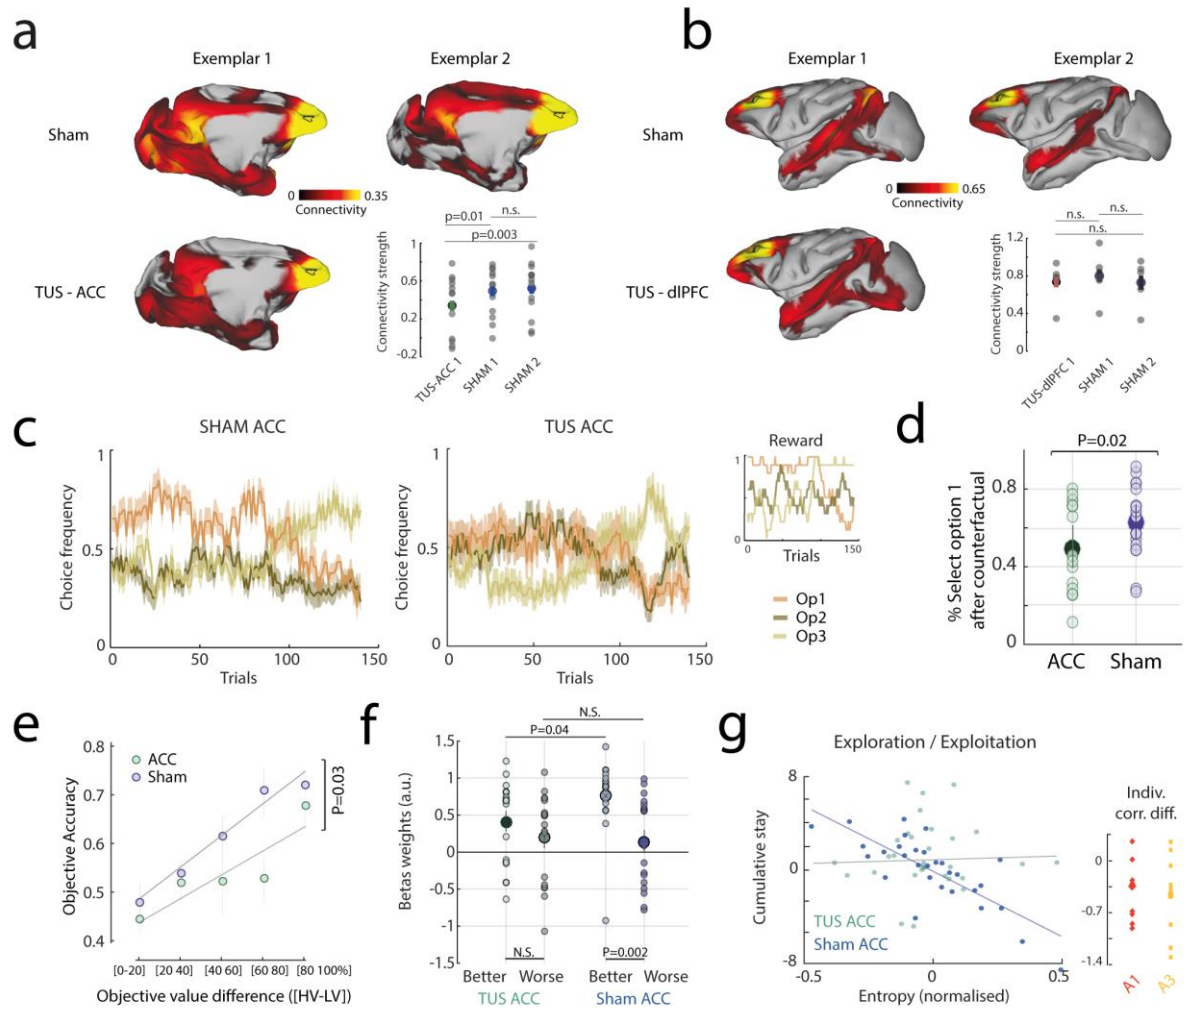 a
Exemplar 1
Exemplar 2
Sham
0
0.35
Connectivity
TUS - ACC
n.s.
p=0.01
p=0.003
Connectivity strength
1
0.6
0.2
-0.2
TUS-ACC 1
SHAM 1
SHAM 2
b
Exemplar 1
Exemplar 2
Sham
0
0.65
Connectivity
TUS - dlPFC
n.s.
n.s.
n.s.
Connectivity strength
1.2
0.8
0.4
0
TUS-dlPFC 1
SHAM 1
SHAM 2
c
SHAM ACC
Choice frequency
1
0.5
0
0 50 100 150
Trials
TUS ACC
Choice frequency
1
0.5
0
0 50 100 150
Trials
Reward
1
0
0 150
Trials
Op1
Op2
Op3
d
P=0.02
% Select option 1
after counterfactual
0.8
0.4
0
ACC Sham
e
ACC
Sham
P=0.03
Objective Accuracy
0.8
0.7
0.6
0.5
0.4
[0-20] [20 40] [40 60] [60 80] [80 100%]
Objective value difference ([HV-LV])
f
N.S.
P=0.04
Betas weights (a.u.)
1.5
1
0.5
0
-0.5
-1
-1.5
N.S.
P=0.002
Better Worse Better Worse
TUS ACC Sham ACC
g
Exploration / Exploitation
Cumulative stay
8
4
0
-8
TUS ACC
Sham ACC
-0.5 0 0.5
Entropy (normalised)
Indiv.
corr. diff.
0
-0.7
-1.4
A1
A3